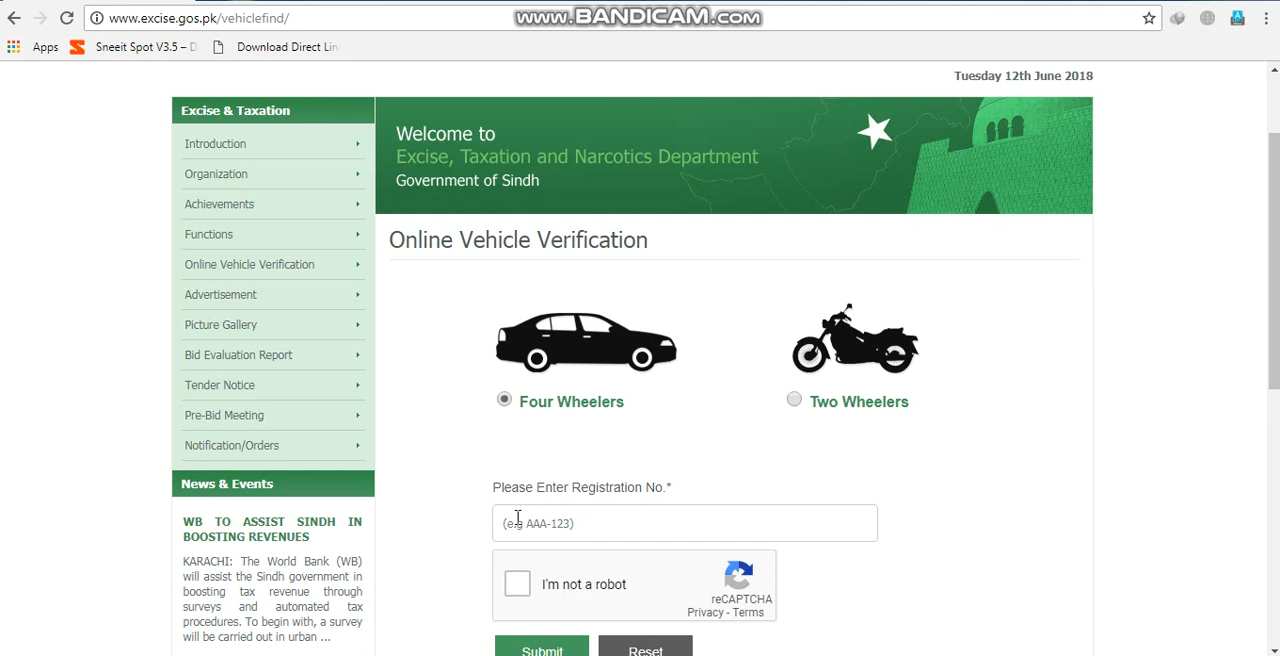 www.excise.gos.pk/vehiclefind/
www.BANDICAM.com
Apps
Sneeit Spot V3.5 – D
Download Direct Lin
Tuesday 12th June 2018
Excise & Taxation
Introduction
Organization
Achievements
Functions
Online Vehicle Verification
Advertisement
Picture Gallery
Bid Evaluation Report
Tender Notice
Pre-Bid Meeting
Notification/Orders
News & Events
WB TO ASSIST SINDH IN
BOOSTING REVENUES
KARACHI: The World Bank (WB)
will assist the Sindh government in
boosting tax revenue through
surveys and automated tax
procedures. To begin with, a survey
will be carried out in urban ...
Welcome to
Excise, Taxation and Narcotics Department
Government of Sindh
Online Vehicle Verification
Four Wheelers
Two Wheelers
Please Enter Registration No.*
(e.g AAA-123)
I'm not a robot
reCAPTCHA
Privacy - Terms
Submit
Reset